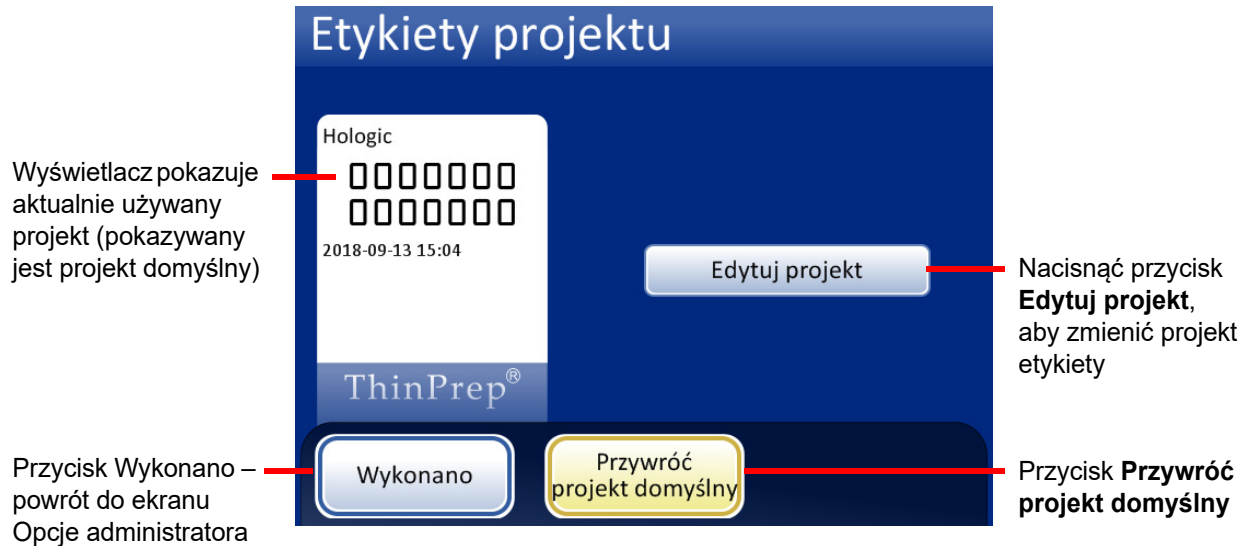 Etykiety projektu
Hologic
0000000
0000000
2018-09-13 15:04
ThinPrep®
Edytuj projekt
Wykonano
Przywróć
projekt domyślny
Wyświetlacz pokazuje
aktualnie używany
projekt (pokazywany
jest projekt domyślny)
Przycisk Wykonano –
powrót do ekranu
Opcje administratora
Nacisnąć przycisk
Edytuj projekt,
aby zmienić projekt
etykiety
Przycisk Przywróć
projekt domyślny